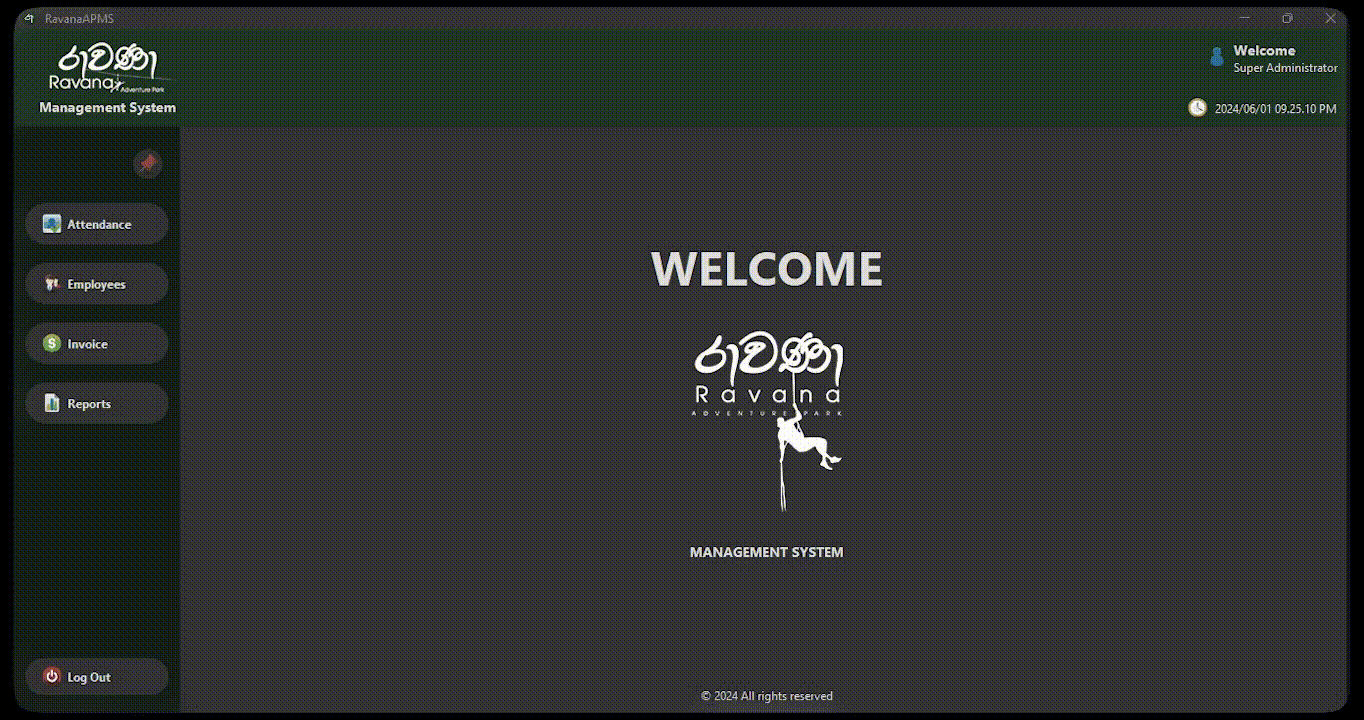 RavanaAPMS
රාවණා
Ravana
Adventure Park
Management System
Welcome
Super Administrator
2024/06/01 09.25.10 PM
Attendance
Employees
Invoice
Reports
Log Out
WELCOME
රාවණා
Ravana
ADVENTURE PARK
MANAGEMENT SYSTEM
© 2024 All rights reserved